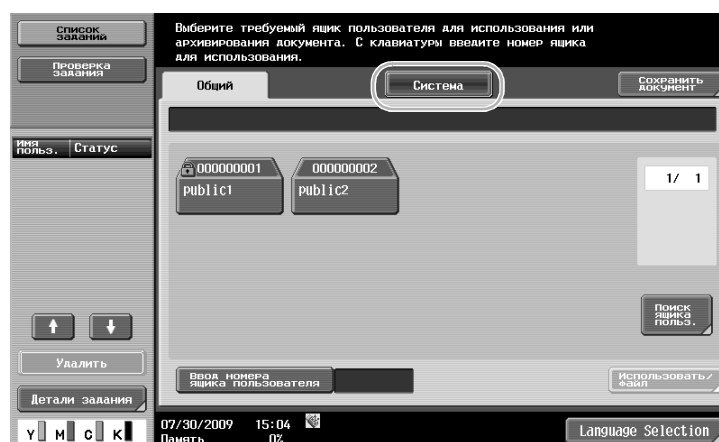 Список
заданий
Проверка
задания
Имя
польз.
Статус
Удалить
Детали задания
Y M C K
Выберите требуемый ящик пользователя для использования или
архивирования документа. С клавиатуры введите номер ящика
для использования.
Общий
Система
Сохранить
документ
000000001
public1
000000002
public2
1/ 1
Поиск
ящика
польз.
Ввод номера
ящика пользователя
Использовать/
файл
07/30/2009 15:04
Память 0%
Language Selection